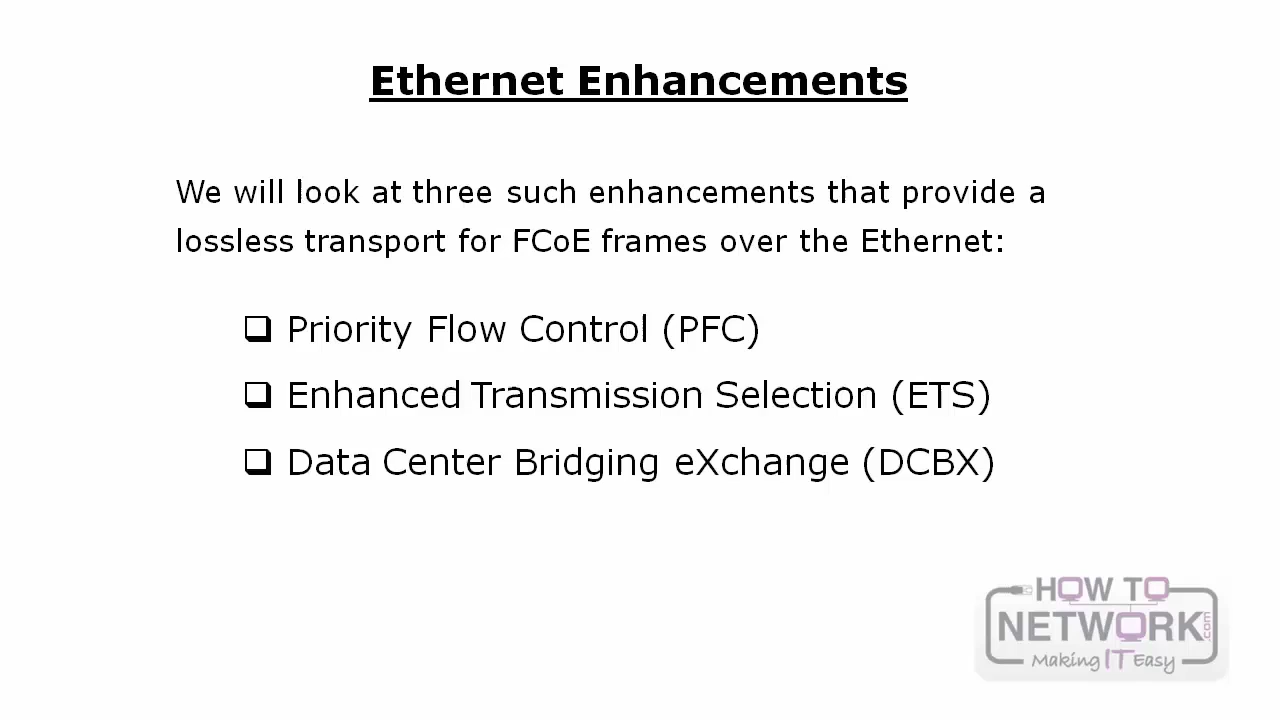 Ethernet Enhancements
We will look at three such enhancements that provide a
lossless transport for FCoE frames over the Ethernet:
❑ Priority Flow Control (PFC)
❑ Enhanced Transmission Selection (ETS)
❑ Data Center Bridging eXchange (DCBX)
HOW TO
NETWORK.com
Making IT Easy